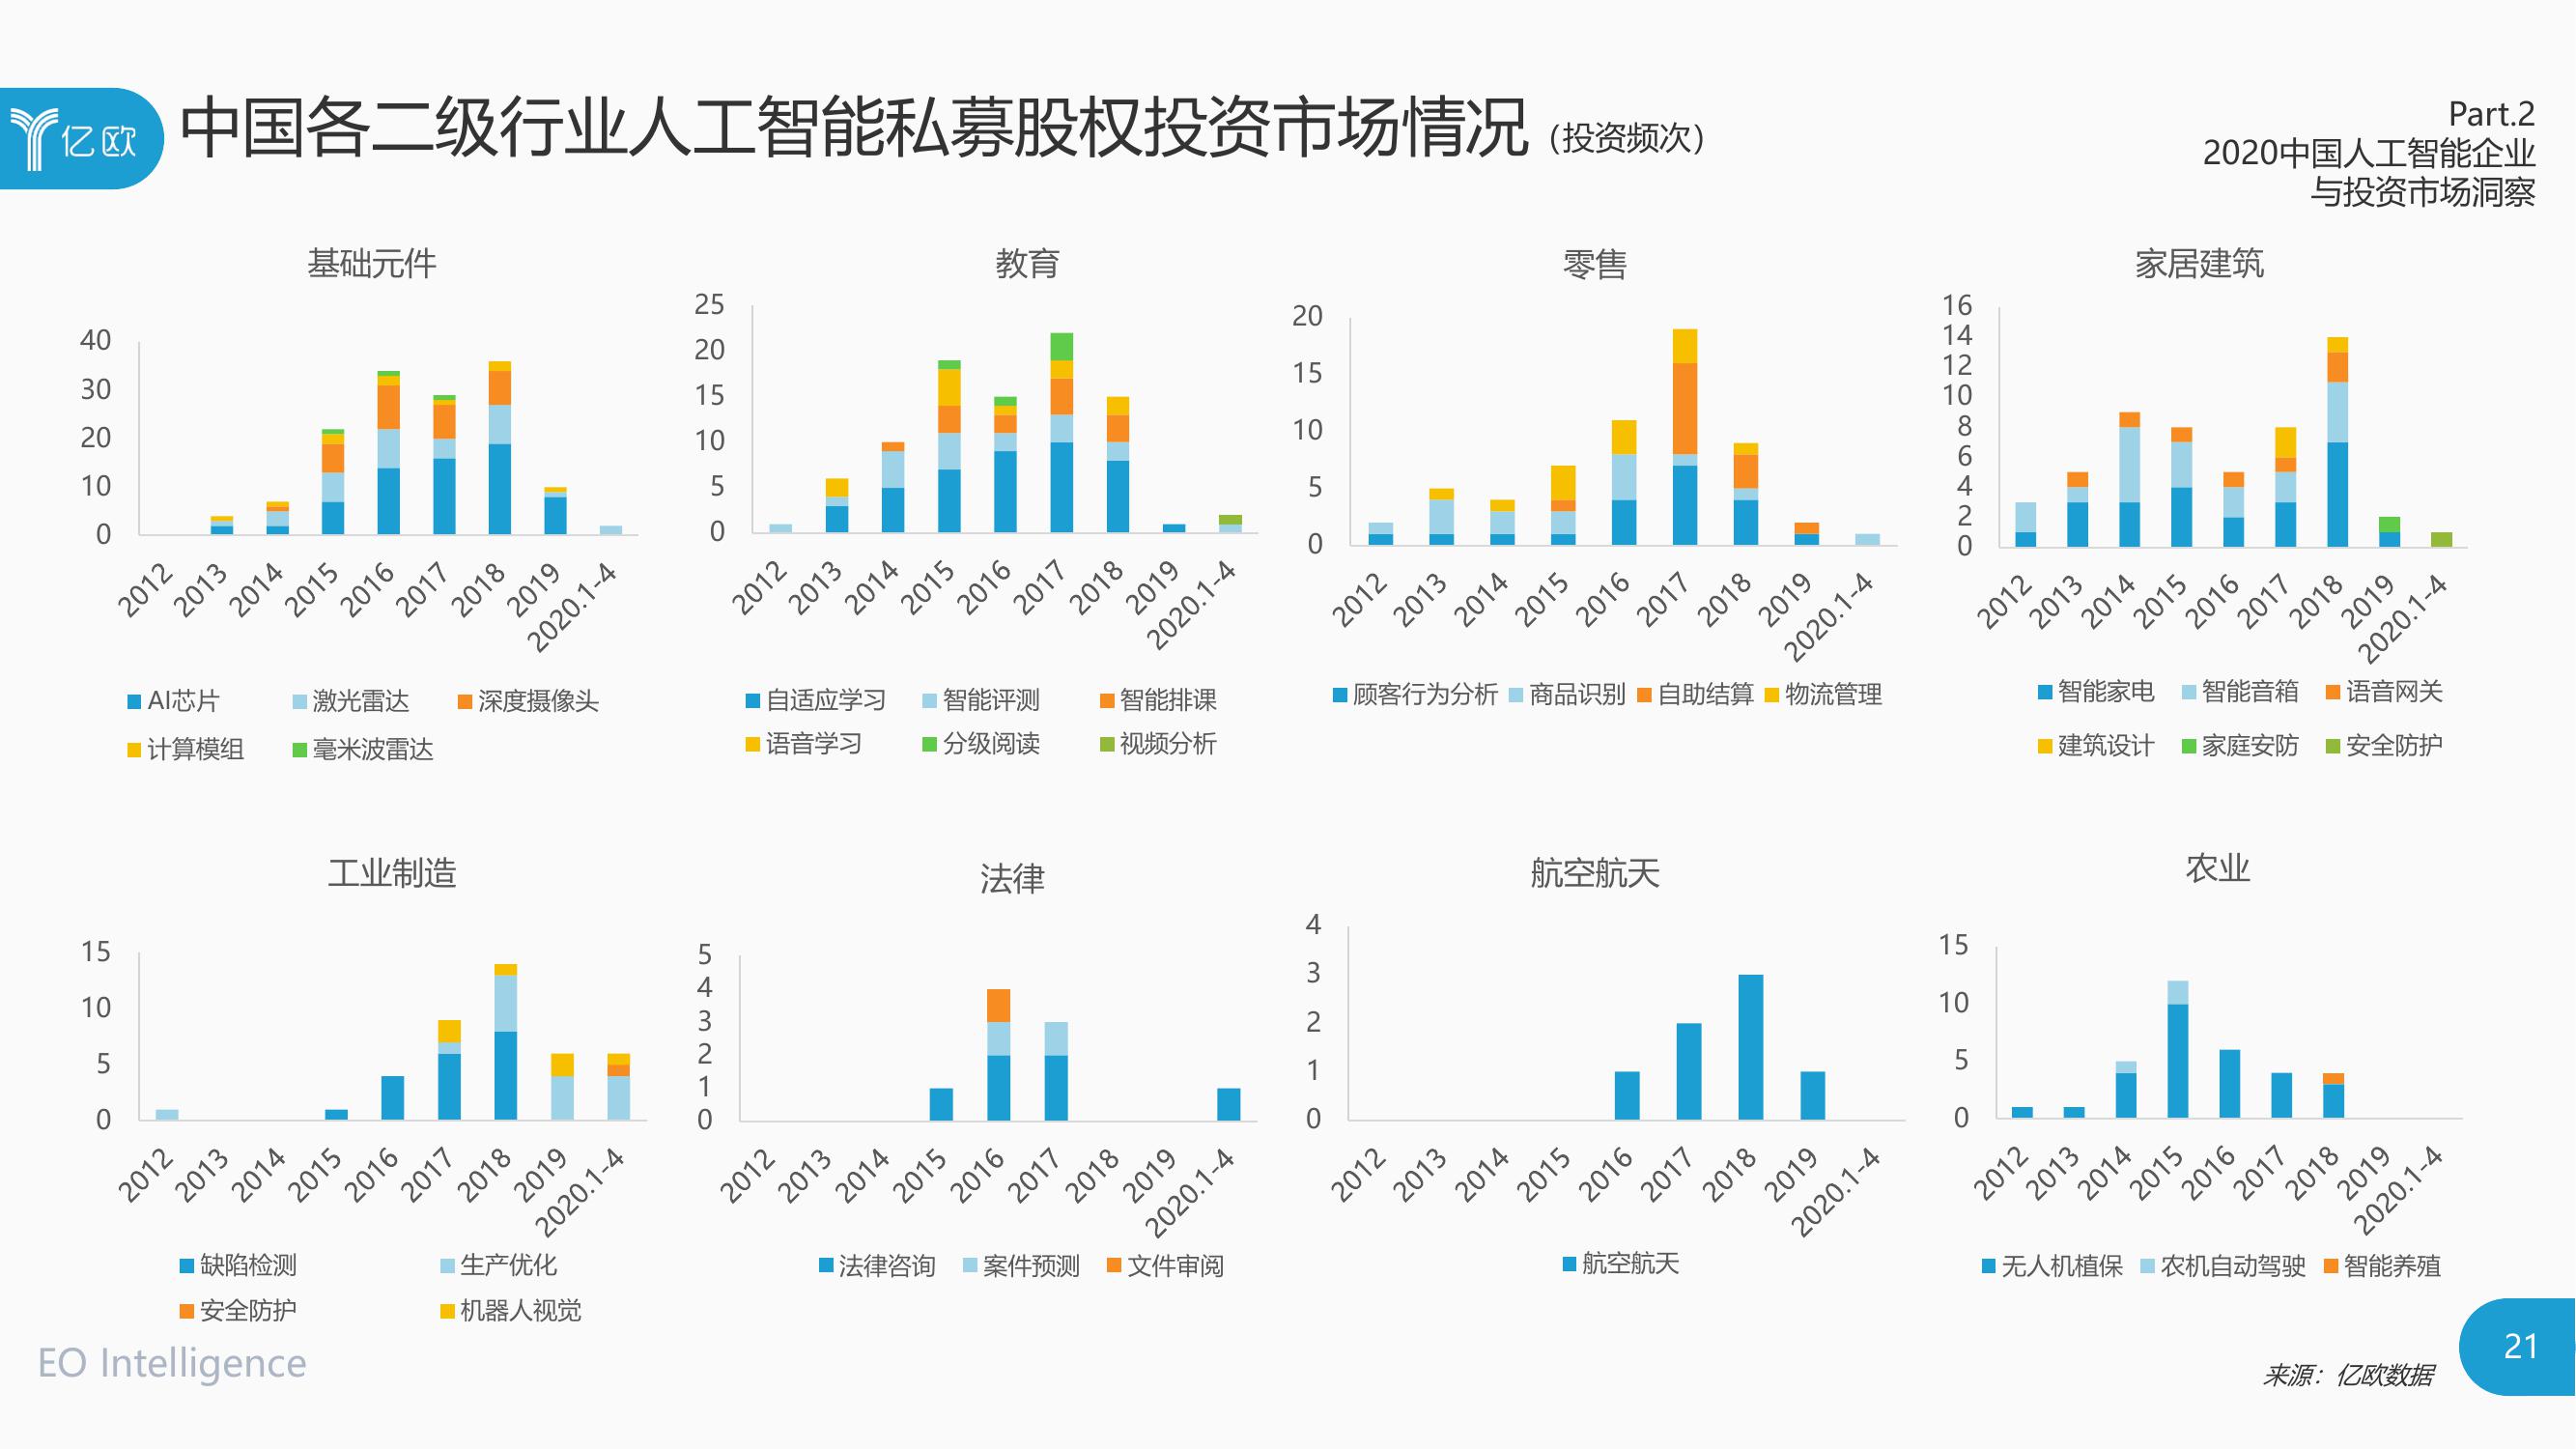 亿欧
中国各二级行业人工智能私募股权投资市场情况（投资频次）
Part.2
2020中国人工智能企业
与投资市场洞察
基础元件
40
30
20
10
0
2012 2013 2014 2015 2016 2017 2018 2019 2020.1-4
AI芯片 激光雷达 深度摄像头
计算模组 毫米波雷达
教育
25
20
15
10
5
0
2012 2013 2014 2015 2016 2017 2018 2019 2020.1-4
自适应学习 智能评测 智能排课
语音学习 分级阅读 视频分析
零售
20
15
10
5
0
2012 2013 2014 2015 2016 2017 2018 2019 2020.1-4
顾客行为分析 商品识别 自助结算 物流管理
家居建筑
16
14
12
10
8
6
4
2
0
2012 2013 2014 2015 2016 2017 2018 2019 2020.1-4
智能家电 智能音箱 语音网关
建筑设计 家庭安防 安全防护
工业制造
15
10
5
0
2012 2013 2014 2015 2016 2017 2018 2019 2020.1-4
缺陷检测 生产优化
安全防护 机器人视觉
法律
5
4
3
2
1
0
2012 2013 2014 2015 2016 2017 2018 2019 2020.1-4
法律咨询 案件预测 文件审阅
航空航天
4
3
2
1
0
2012 2013 2014 2015 2016 2017 2018 2019 2020.1-4
航空航天
农业
15
10
5
0
2012 2013 2014 2015 2016 2017 2018 2019 2020.1-4
无人机植保 农机自动驾驶 智能养殖
EO Intelligence
来源：亿欧数据
21